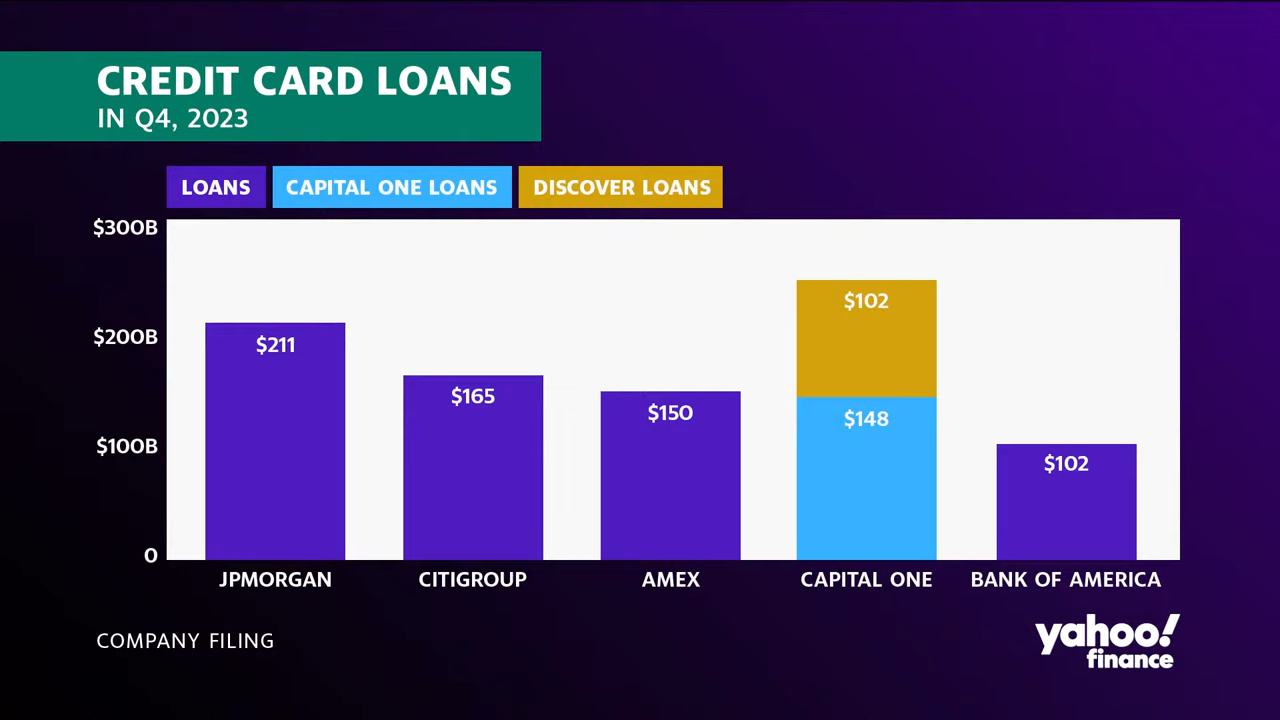 CREDIT CARD LOANS
IN Q4, 2023
LOANS
CAPITAL ONE LOANS
DISCOVER LOANS
$300B
$200B
$100B
0
$211
$165
$150
$102
$148
$102
JPMORGAN
CITIGROUP
AMEX
CAPITAL ONE
BANK OF AMERICA
COMPANY FILING
yahoo!
finance